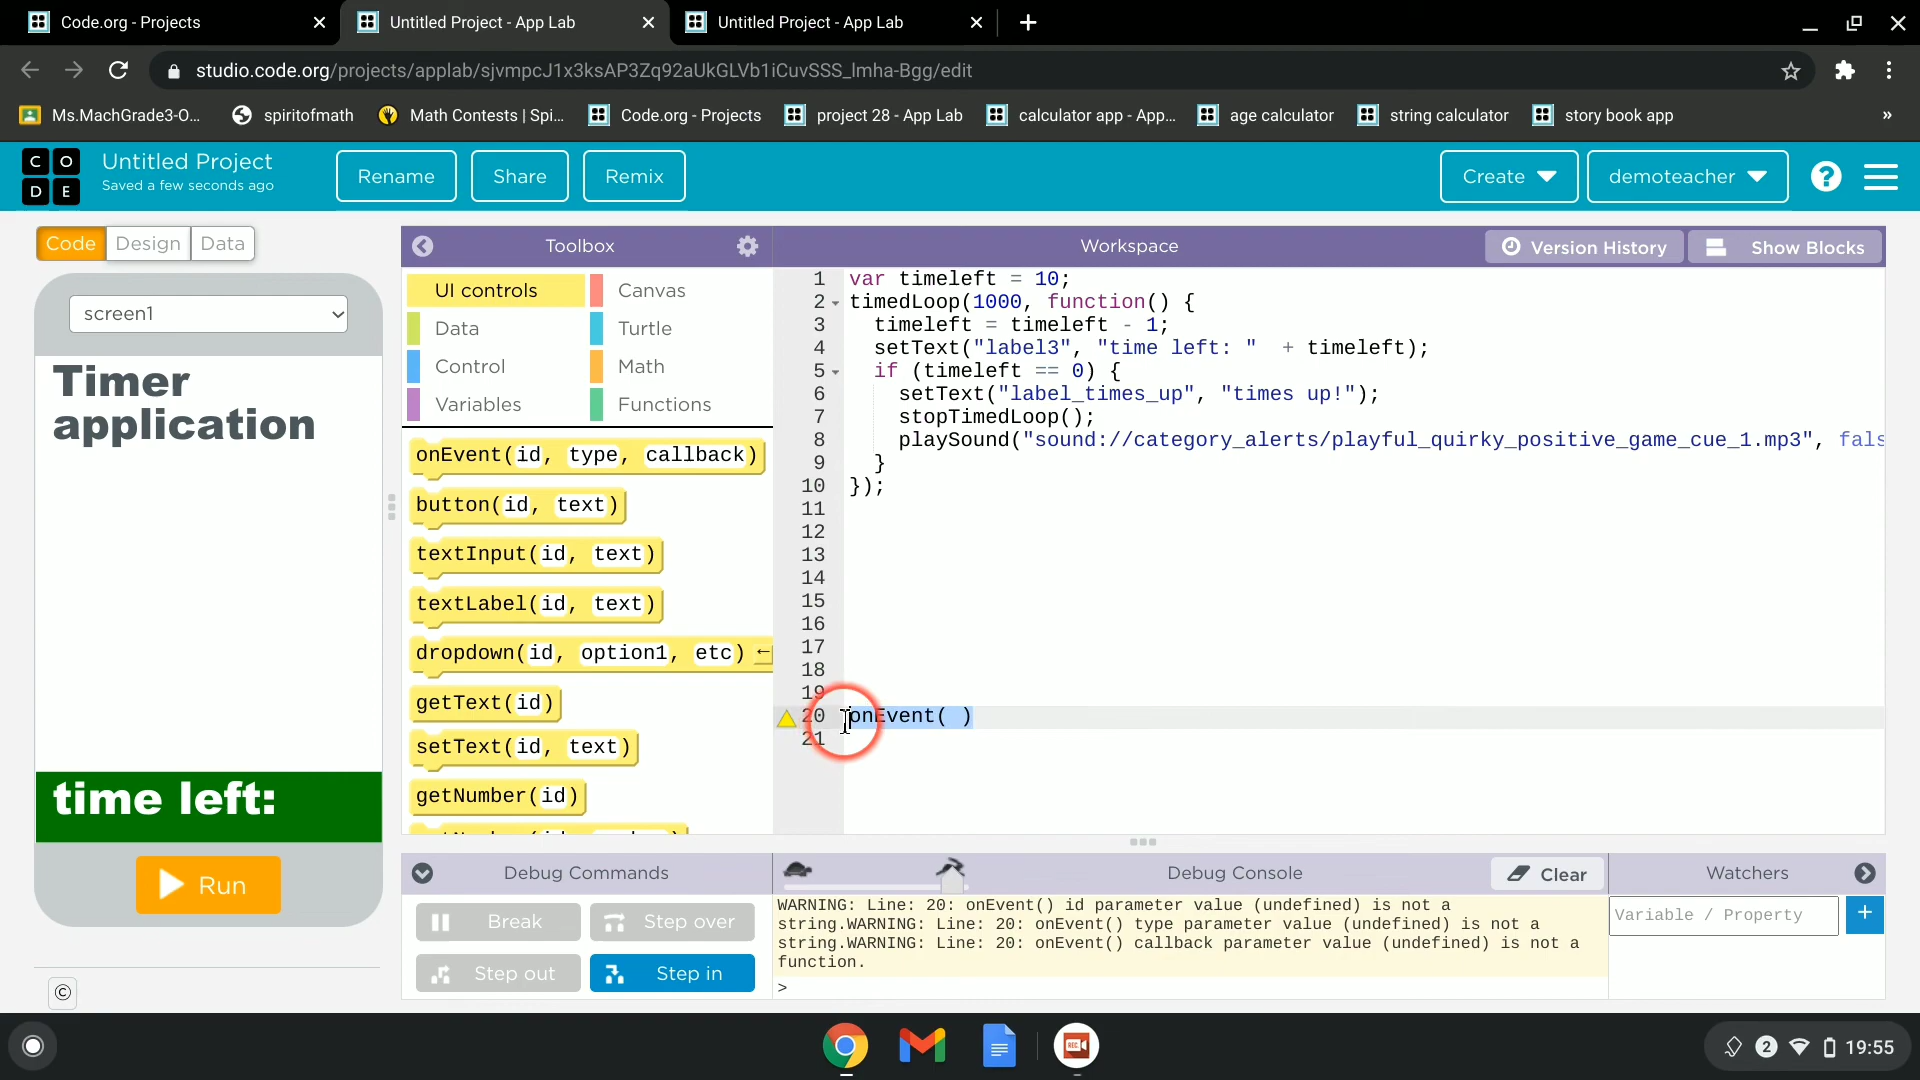 Code.org - Projects
Untitled Project - App Lab
Untitled Project - App Lab
studio.code.org/projects/applab/sjvmpcJ1x3ksAP3Zq92aUkGLVb1iCuvSSS_lmha-Bgg/edit
Ms.MachGrade3-O...
spiritofmath
Math Contests | Spi...
Code.org - Projects
project 28 - App Lab
calculator app - App...
age calculator
string calculator
story book app
»
C O
D E
Untitled Project
Saved a few seconds ago
Rename
Share
Remix
Create
demoteacher
?
Code
Design
Data
screen1
Timer
application
time left:
Run
©
Toolbox
UI controls
Canvas
Data
Turtle
Control
Math
Variables
Functions
onEvent(id, type, callback)
button(id, text)
textInput(id, text)
textLabel(id, text)
dropdown(id, option1, etc) ←
getText(id)
setText(id, text)
getNumber(id)
Workspace
Version History
Show Blocks
1 var timeleft = 10;
2 timedLoop(1000, function() {
3 timeleft = timeleft - 1;
4 setText("label3", "time left: " + timeleft);
5 if (timeleft == 0) {
6 setText("label_times_up", "times up!");
7 stopTimedLoop();
8 playSound("sound://category_alerts/playful_quirky_positive_game_cue_1.mp3", fals
9 }
10 });
11
12
13
14
15
16
17
18
19
20 onEvent( )
21
Debug Commands
Break
Step over
Step out
Step in
Debug Console
Clear
WARNING: Line: 20: onEvent() id parameter value (undefined) is not a
string.WARNING: Line: 20: onEvent() type parameter value (undefined) is not a
string.WARNING: Line: 20: onEvent() callback parameter value (undefined) is not a
function.
>
Watchers
Variable / Property
+
REC
2
19:55